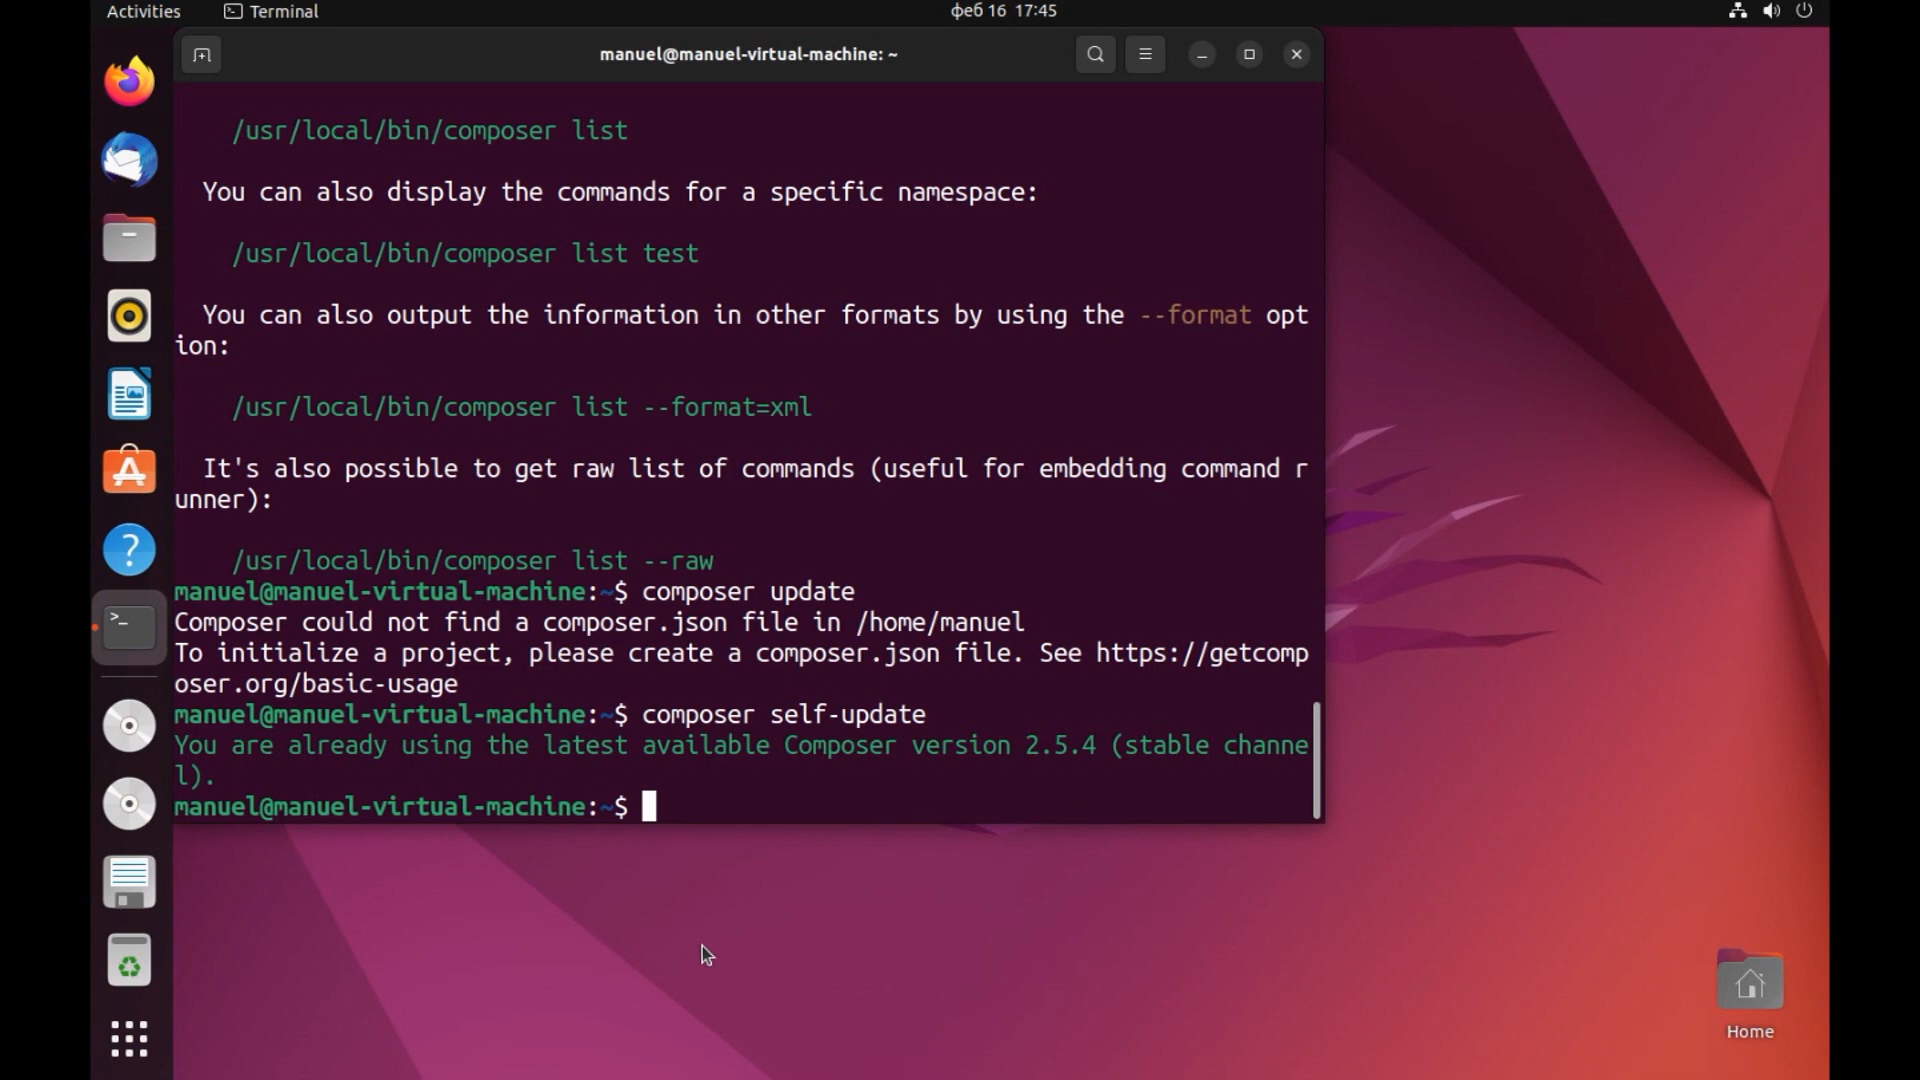 Activities Terminal феб 16 17:45
manuel@manuel-virtual-machine: ~
/usr/local/bin/composer list
You can also display the commands for a specific namespace:
/usr/local/bin/composer list test
You can also output the information in other formats by using the --format opt
ion:
/usr/local/bin/composer list --format=xml
It's also possible to get raw list of commands (useful for embedding command r
unner):
/usr/local/bin/composer list --raw
manuel@manuel-virtual-machine:~$ composer update
Composer could not find a composer.json file in /home/manuel
To initialize a project, please create a composer.json file. See https://getcomp
oser.org/basic-usage
manuel@manuel-virtual-machine:~$ composer self-update
You are already using the latest available Composer version 2.5.4 (stable channe
l).
manuel@manuel-virtual-machine:~$
Home